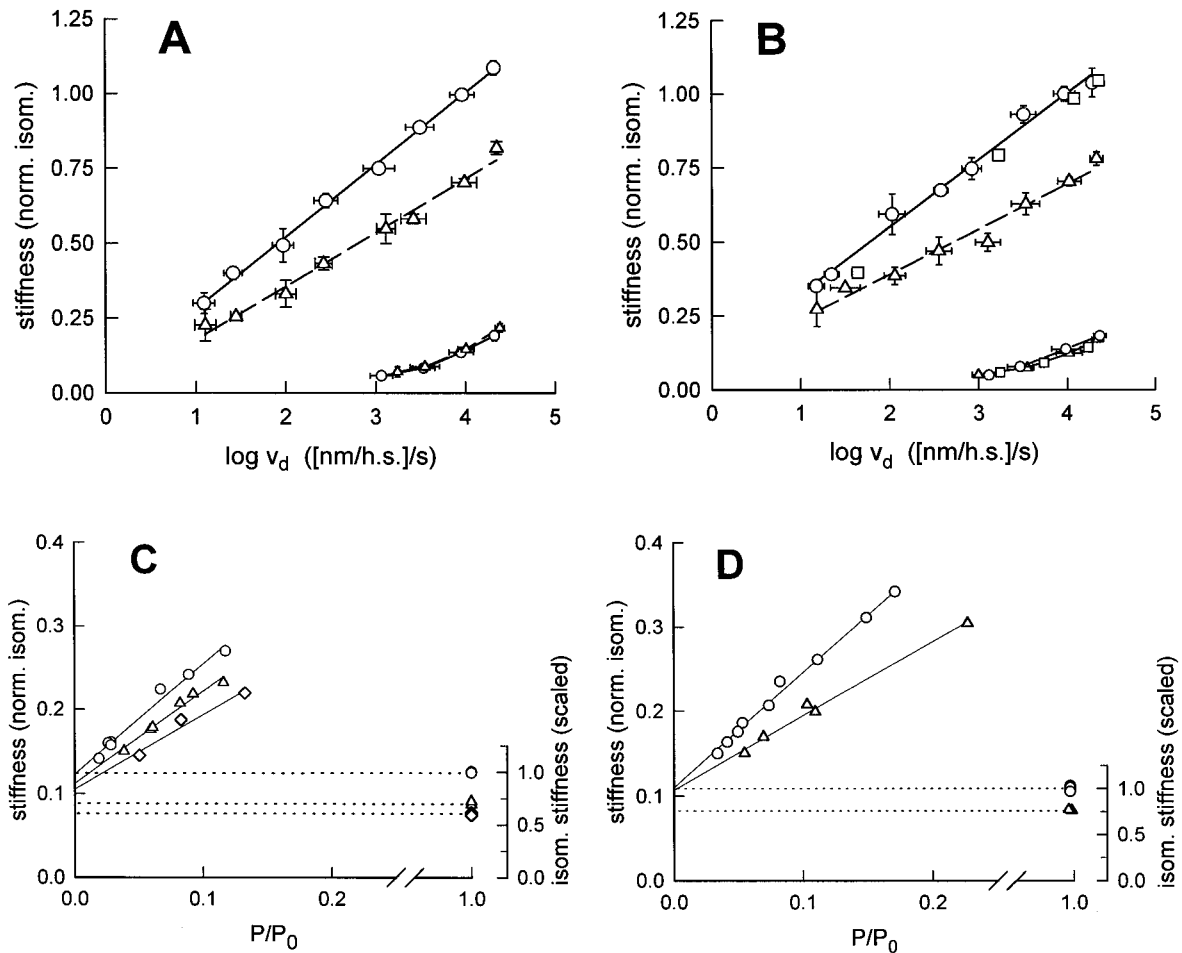 A
stiffness (norm. isom.)
1.25
1.00
0.75
0.50
0.25
0.00
0 1 2 3 4 5
log v_d ([nm/h.s.]/s)
B
stiffness (norm. isom.)
1.25
1.00
0.75
0.50
0.25
0.00
0 1 2 3 4 5
log v_d ([nm/h.s.]/s)
C
stiffness (norm. isom.)
0.4
0.3
0.2
0.1
0.0
0.0 0.1 0.2 1.0
P/P_0
1.0
0.5
0.0
isom. stiffness (scaled)
D
stiffness (norm. isom.)
0.4
0.3
0.2
0.1
0.0
0.0 0.1 0.2 1.0
P/P_0
1.0
0.5
0.0
isom. stiffness (scaled)